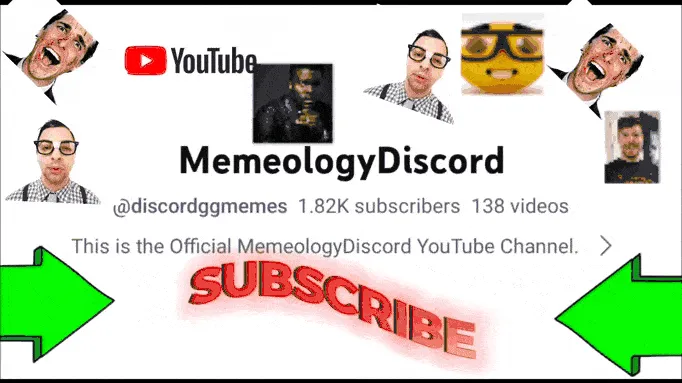 YouTube
MemeologyDiscord
@discordggmemes 1.82K subscribers 138 videos
This is the Official MemeologyDiscord YouTube Channel.
SUBSCRIBE